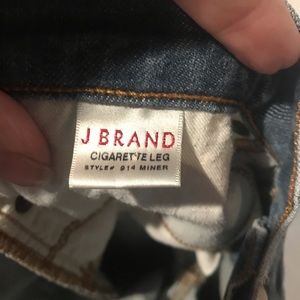 J BRAND
CIGARETTE LEG
STYLE# 914 MINER